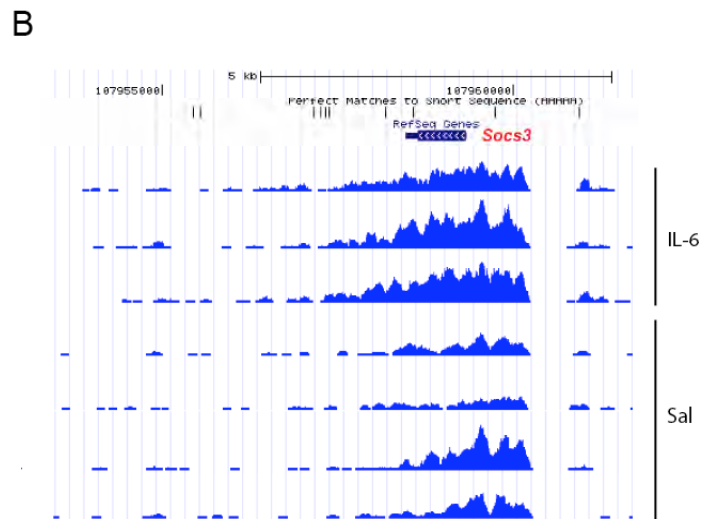 B
5 kb
107955000 107960000
Perfect Matches to Short Sequence (AAAAA)
RefSeq Genes
Socs3
IL-6
Sal